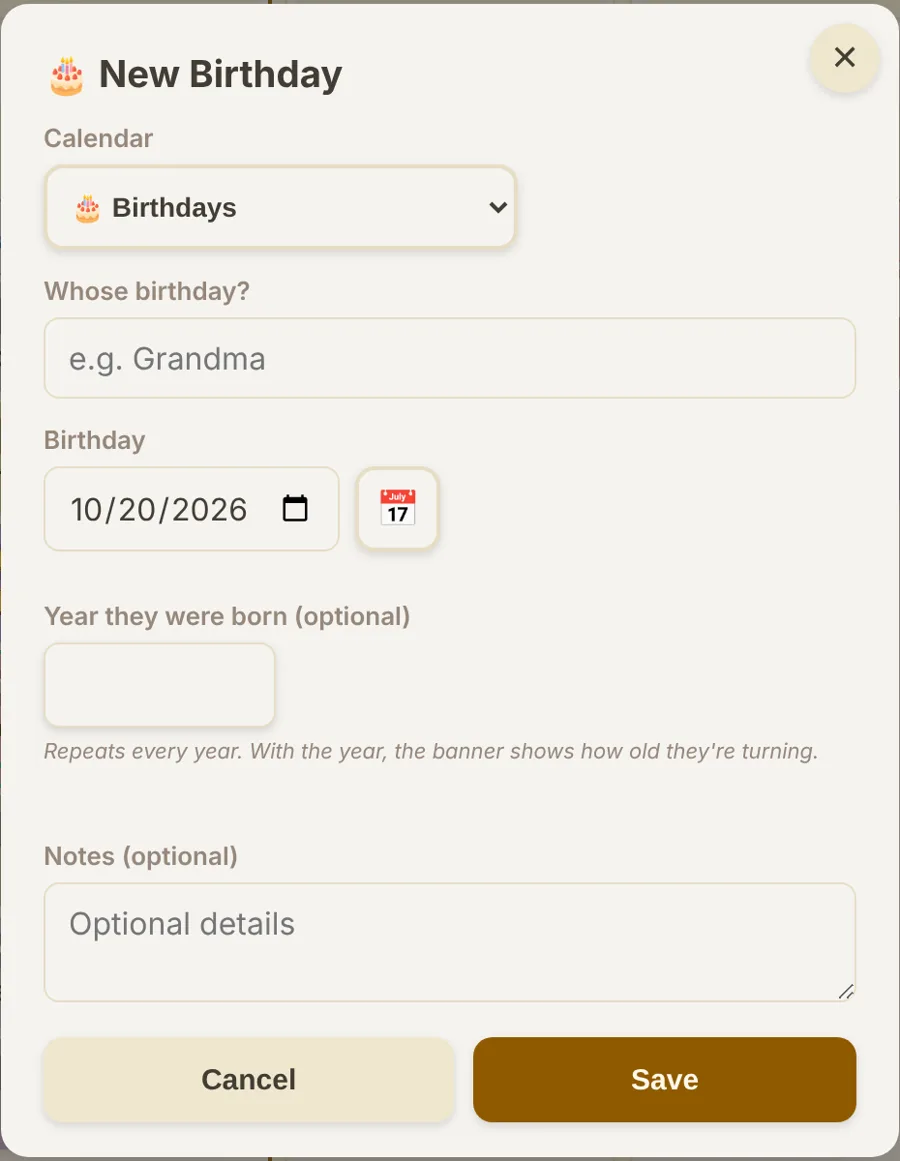 🎂 New Birthday
Calendar
🎂 Birthdays
Whose birthday?
e.g. Grandma
Birthday
10/20/2026
July
17
Year they were born (optional)
Repeats every year. With the year, the banner shows how old they're turning.
Notes (optional)
Optional details
Cancel
Save